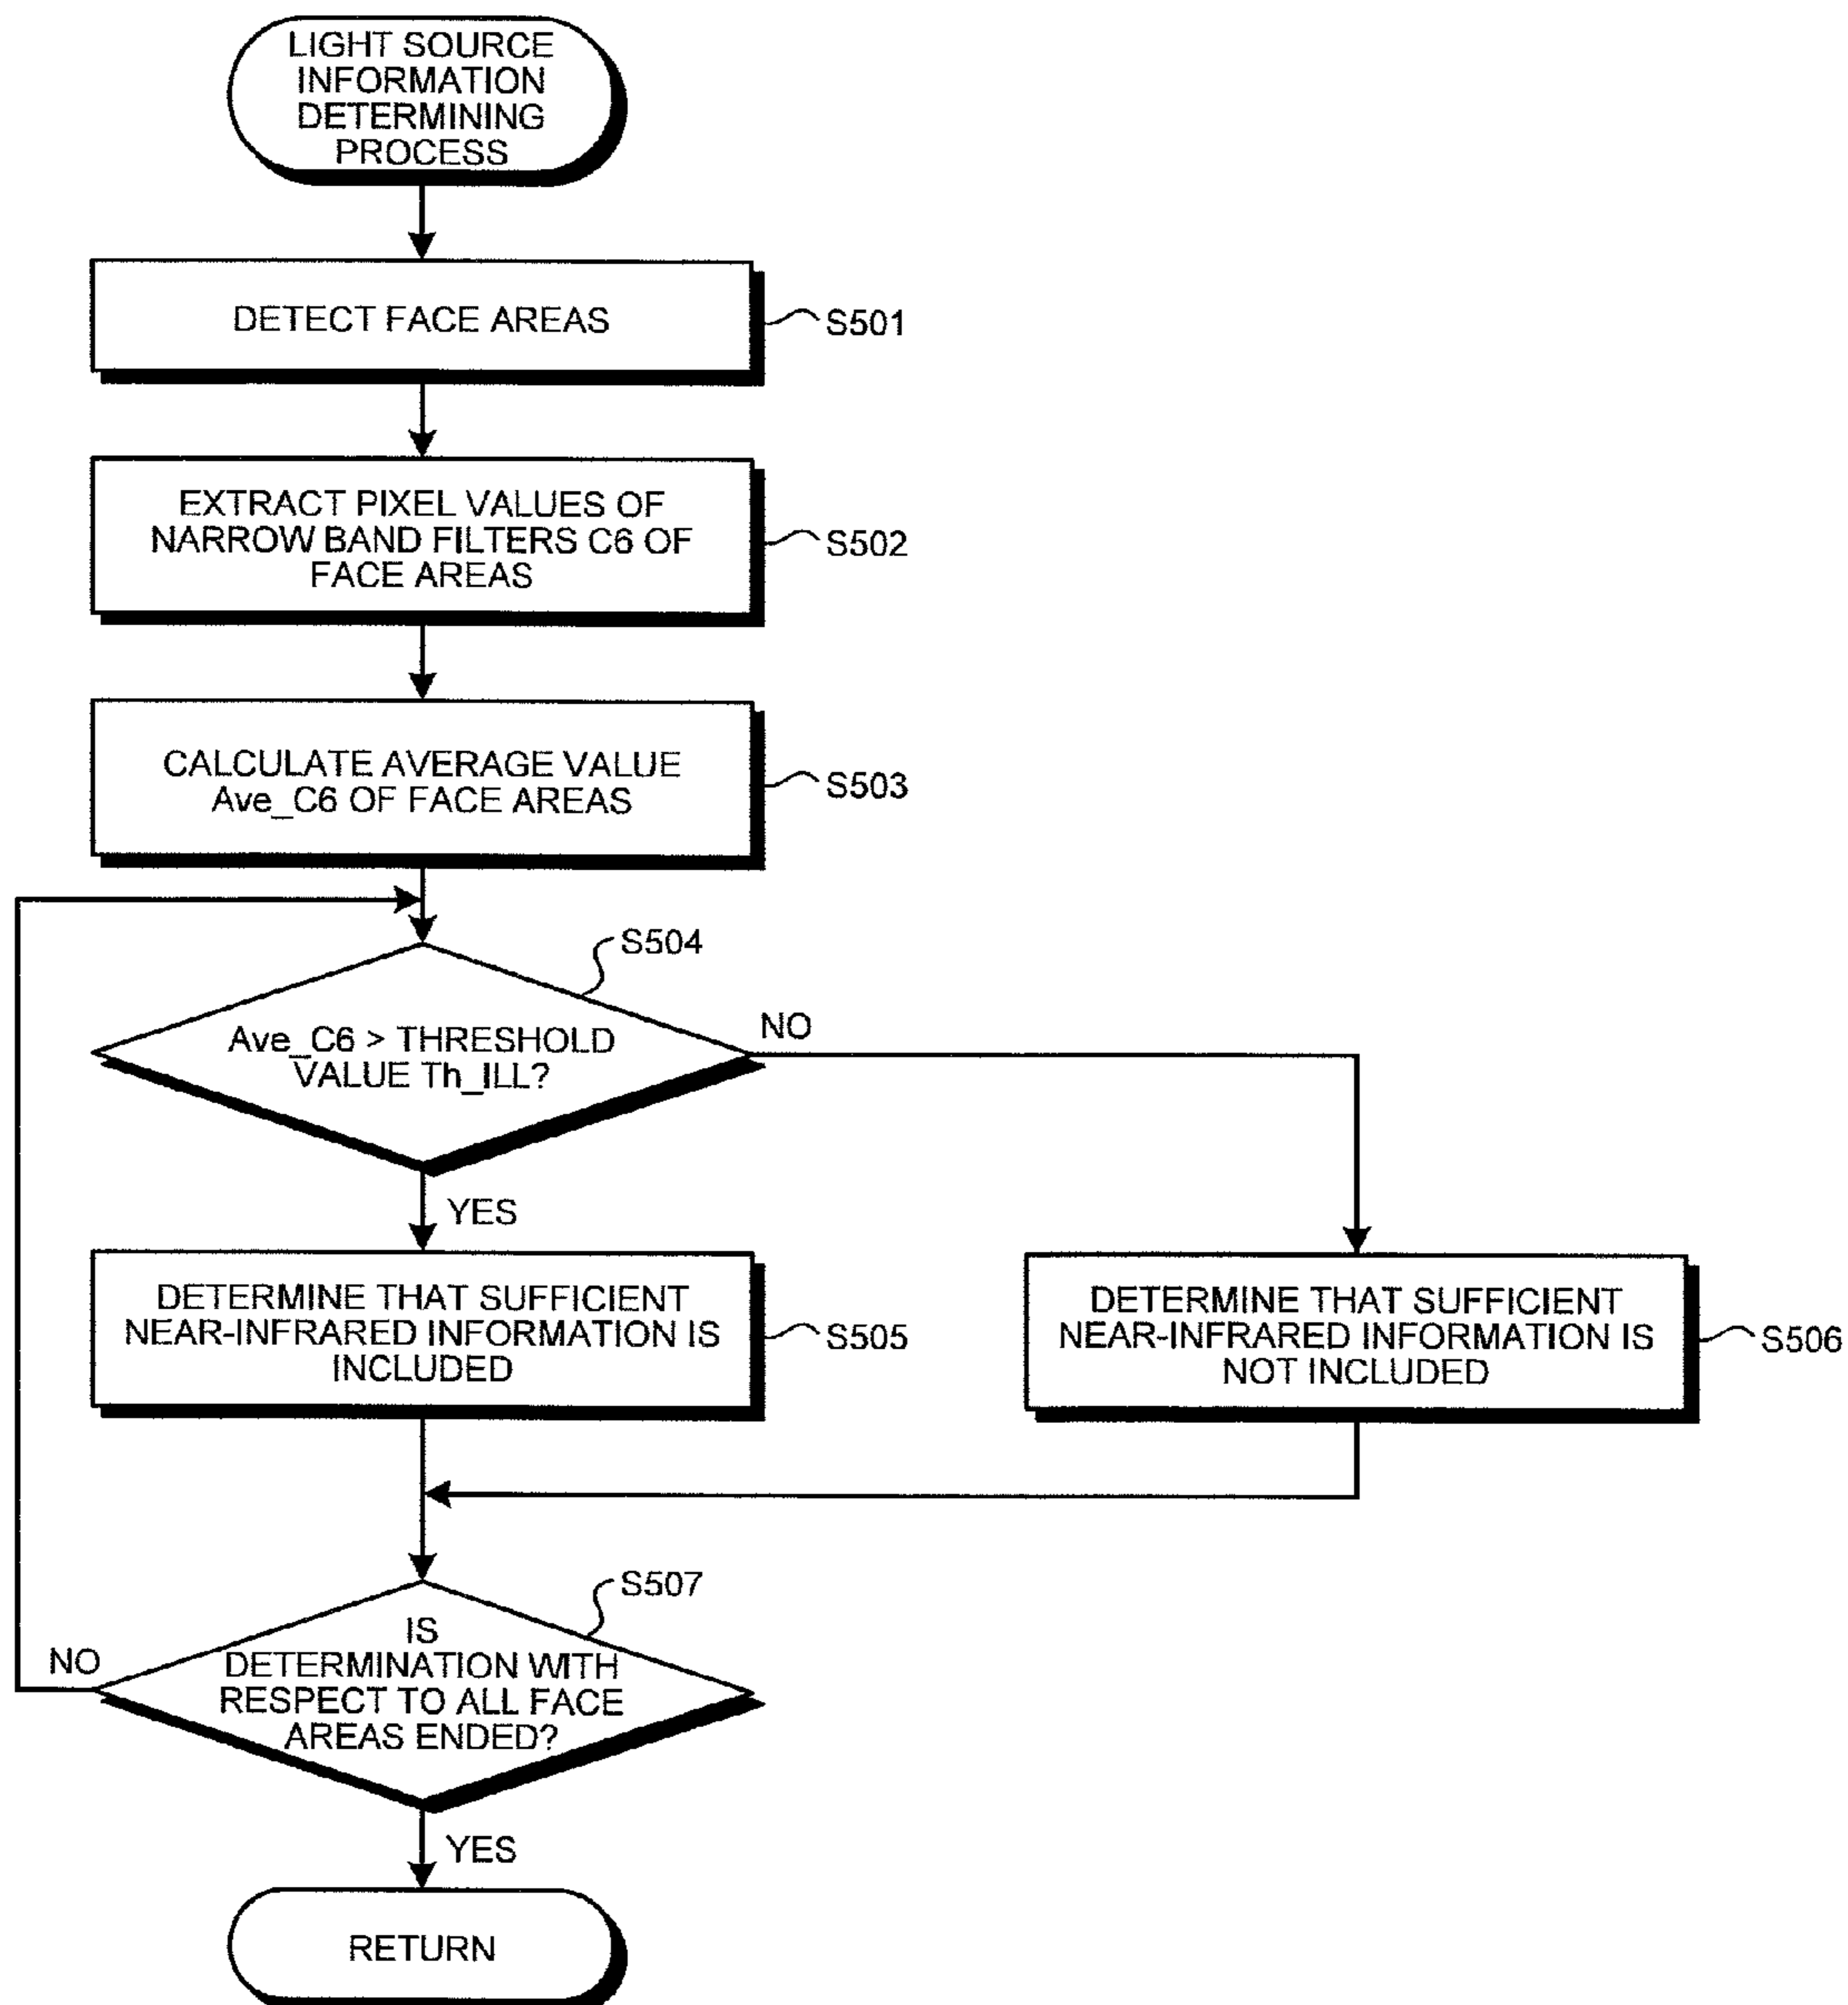 LIGHT SOURCE
INFORMATION
DETERMINING
PROCESS
DETECT FACE AREAS
S501
EXTRACT PIXEL VALUES OF
NARROW BAND FILTERS C6 OF
FACE AREAS
S502
CALCULATE AVERAGE VALUE
Ave_C6 OF FACE AREAS
S503
S504
Ave_C6 > THRESHOLD
VALUE Th_ILL?
NO
YES
DETERMINE THAT SUFFICIENT
NEAR-INFRARED INFORMATION IS
INCLUDED
S505
DETERMINE THAT SUFFICIENT
NEAR-INFRARED INFORMATION IS
NOT INCLUDED
S506
S507
IS
DETERMINATION WITH
RESPECT TO ALL FACE
AREAS ENDED?
NO
YES
RETURN